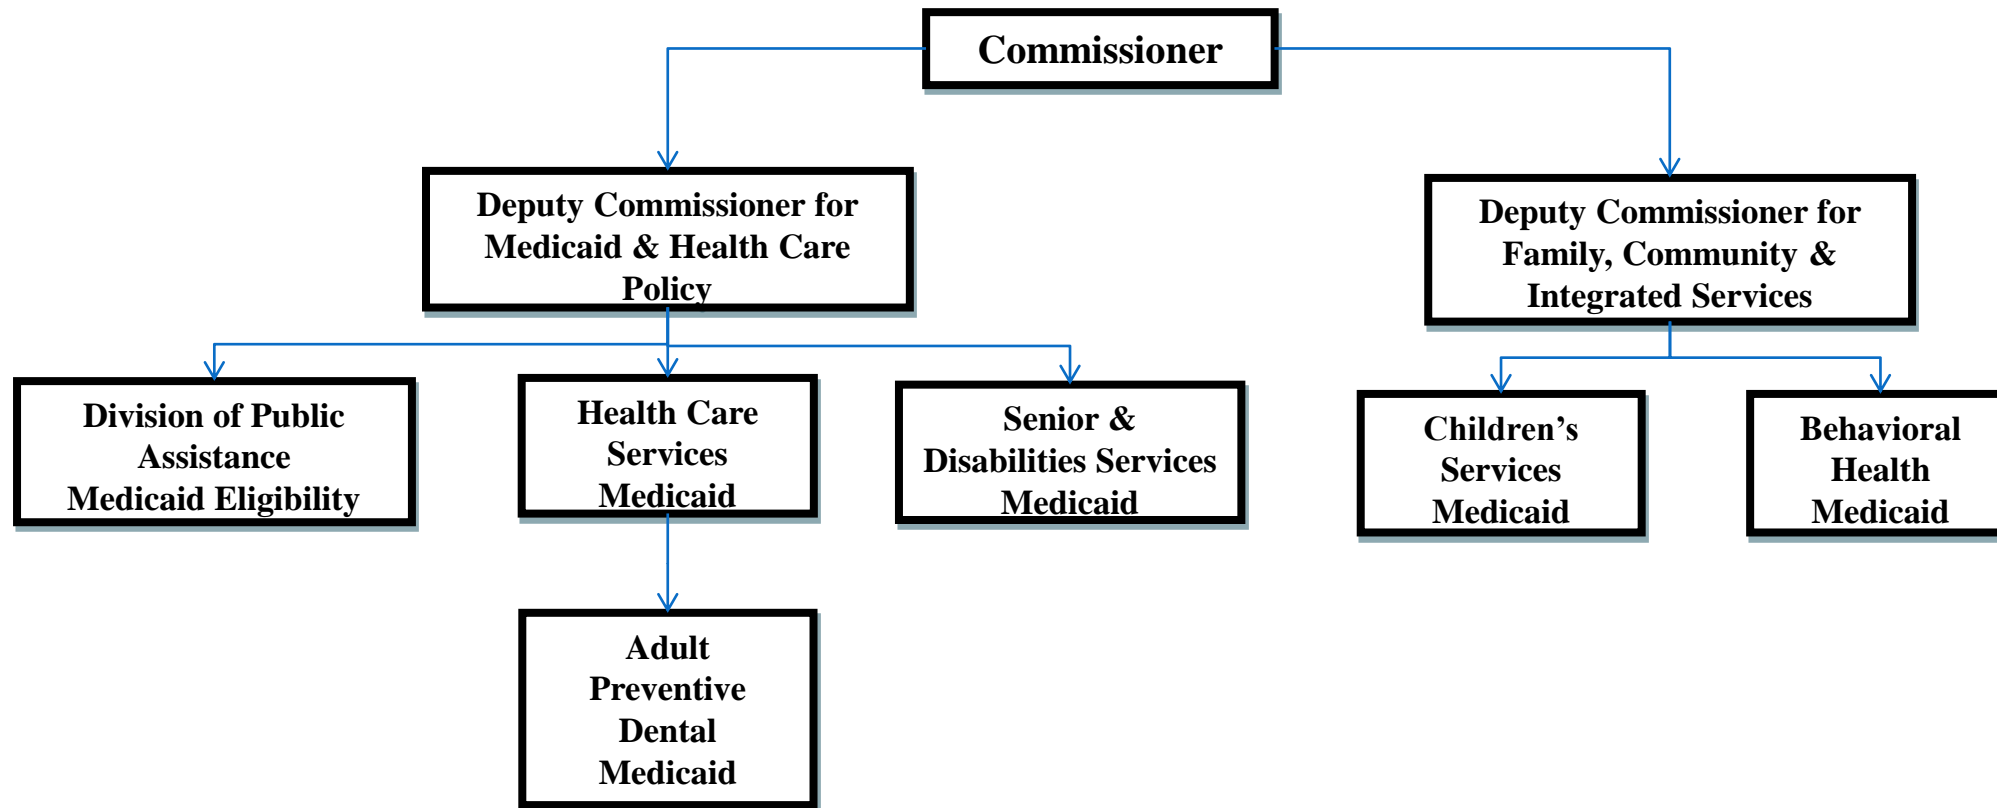 Commissioner
Deputy Commissioner for
Medicaid & Health Care
Policy
Deputy Commissioner for
Family, Community &
Integrated Services
Division of Public
Assistance
Medicaid Eligibility
Health Care
Services
Medicaid
Senior &
Disabilities Services
Medicaid
Children’s
Services
Medicaid
Behavioral
Health
Medicaid
Adult
Preventive
Dental
Medicaid